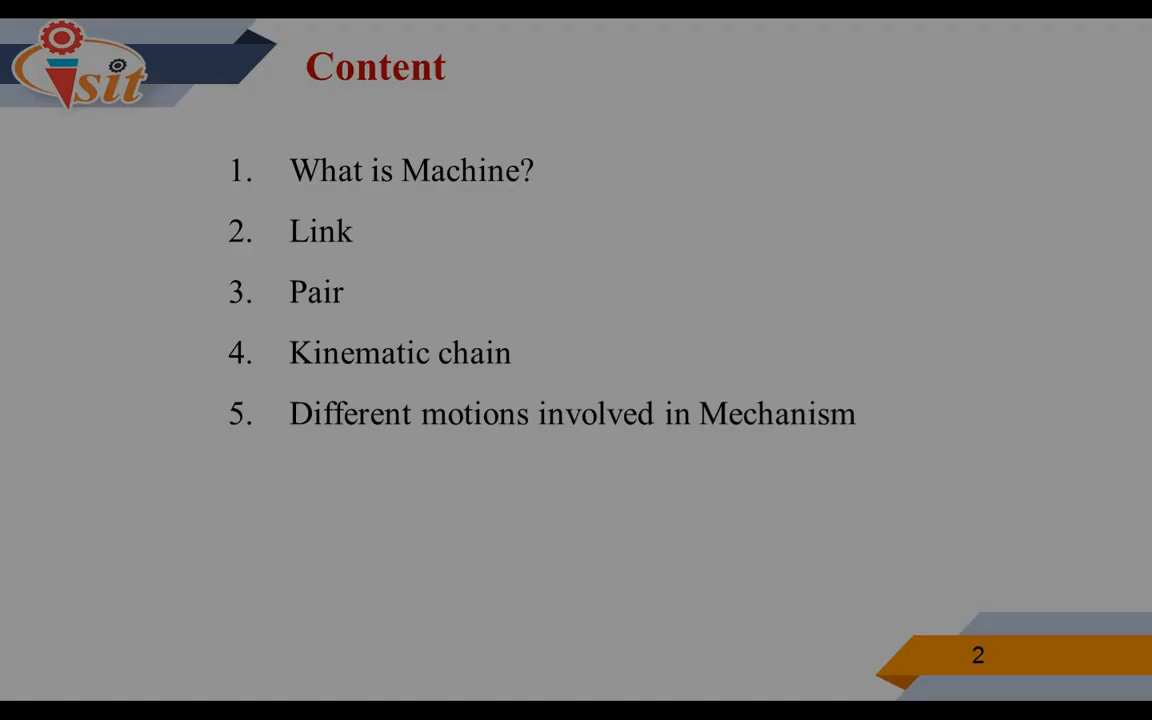 isit
Content
1. What is Machine?
2. Link
3. Pair
4. Kinematic chain
5. Different motions involved in Mechanism
2